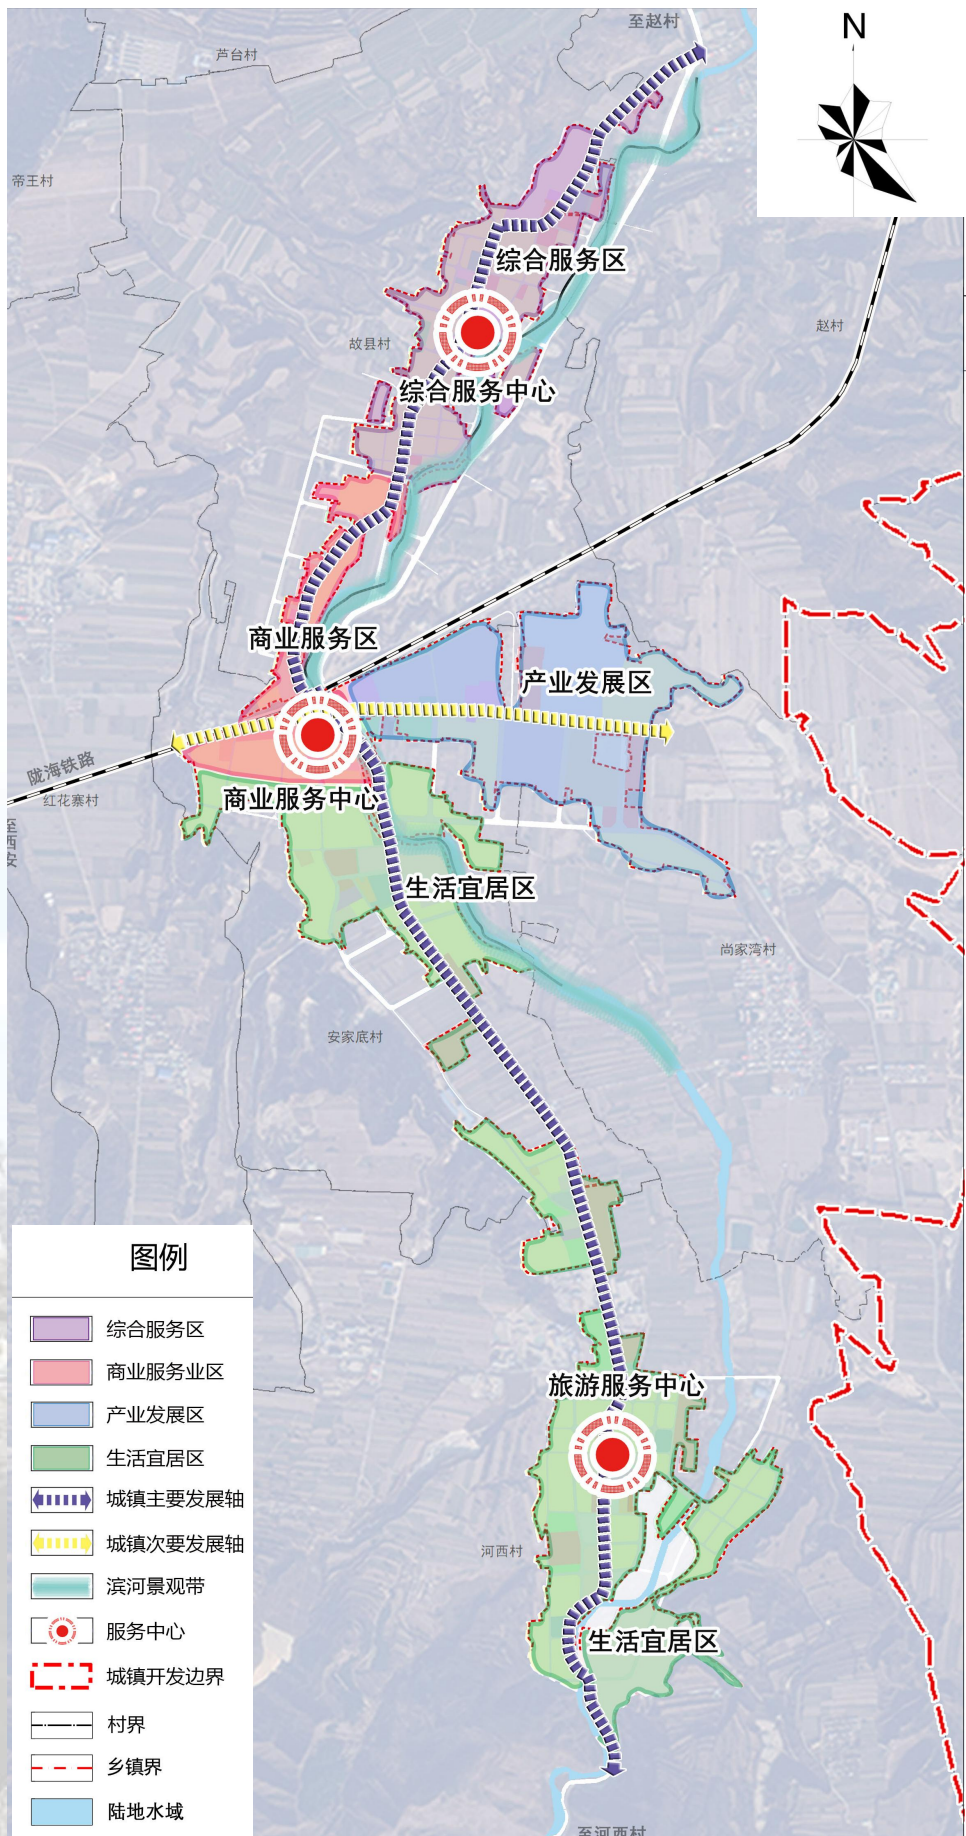 至赵村
N
芦台村
帝王村
综合服务区
赵村
故县村
综合服务中心
商业服务区
产业发展区
陇海铁路
红花寨村
商业服务中心
至西安
生活宜居区
尚家湾村
安家底村
旅游服务中心
河西村
生活宜居区
至河西村
图例
综合服务区
商业服务业区
产业发展区
生活宜居区
城镇主要发展轴
城镇次要发展轴
滨河景观带
服务中心
城镇开发边界
村界
乡镇界
陆地水域